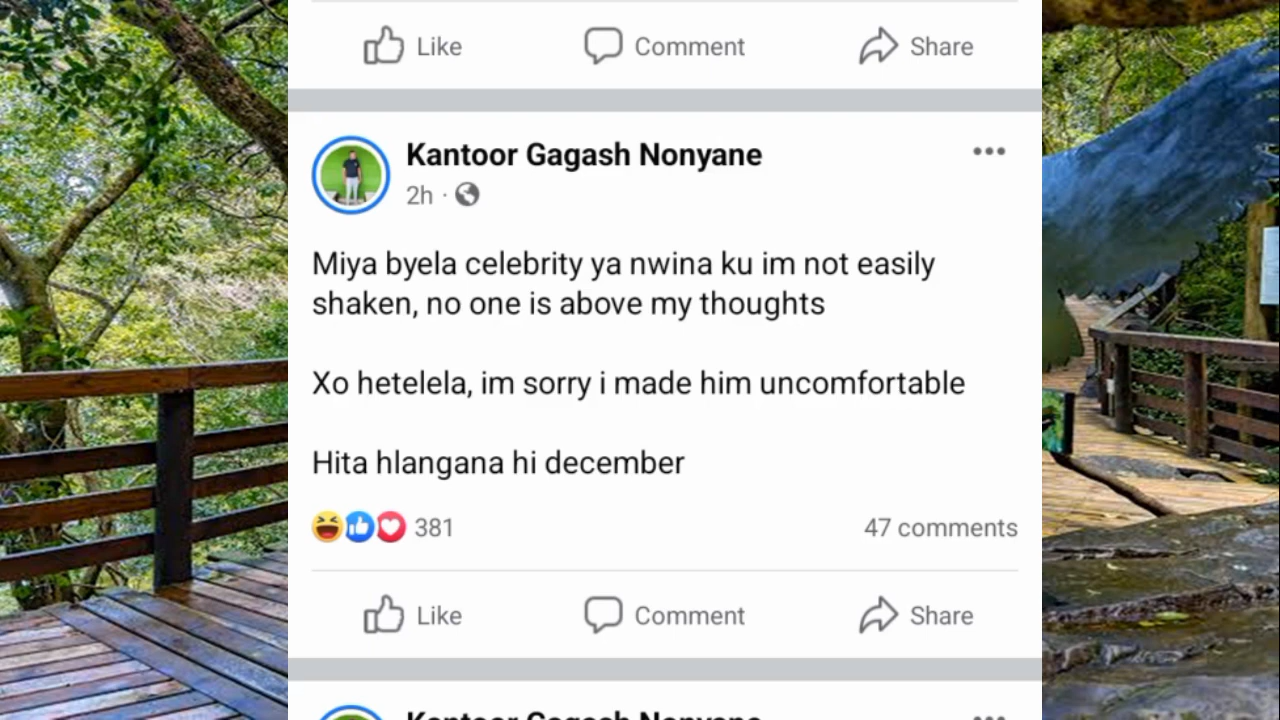 Like Comment Share
Kantoor Gagash Nonyane
2h ·
Miya byela celebrity ya nwina ku im not easily
shaken, no one is above my thoughts
Xo hetelela, im sorry i made him uncomfortable
Hita hlangana hi december
381 47 comments
Like Comment Share
Kantoor Gagash Nonyane